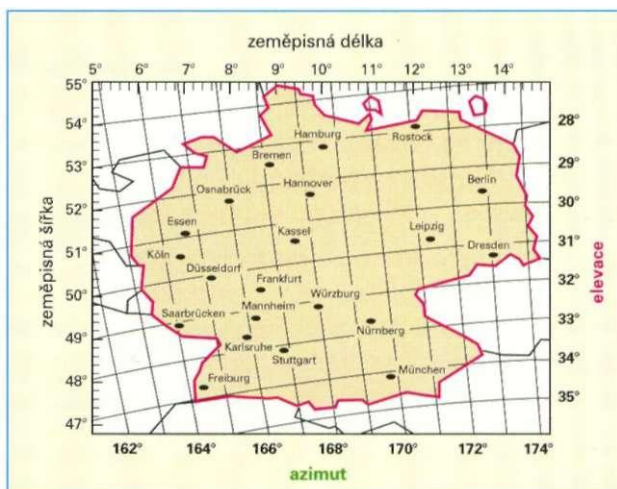 zeměpisná délka
5° 6° 7° 8° 9° 10° 11° 12° 13° 14°
zeměpisná šířka
55°
54°
53°
52°
51°
50°
49°
48°
47°
Hamburg
Rostock
Bremen
Osnabrück
Hannover
Berlin
Essen
Kassel
Leipzig
Köln
Dresden
Düsseldorf
Frankfurt
Mannheim
Würzburg
Saarbrücken
Nürnberg
Karlsruhe
Stuttgart
Freiburg
München
28°
29°
30°
31°
32°
33°
34°
35°
elevace
162° 164° 166° 168° 170° 172° 174°
azimut